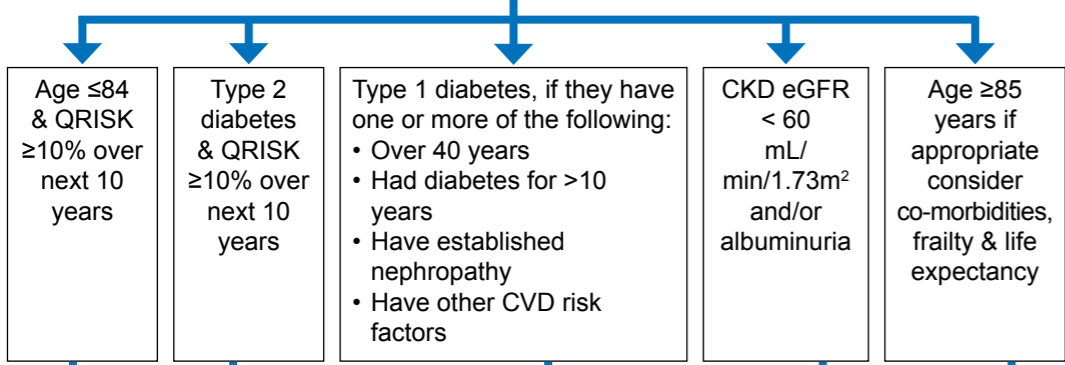 Age ≤84
& QRISK
≥10% over
next 10
years
Type 2
diabetes
& QRISK
≥10% over
next 10
years
Type 1 diabetes, if they have
one or more of the following:
• Over 40 years
• Had diabetes for >10
years
• Have established
nephropathy
• Have other CVD risk
factors
CKD eGFR
< 60
mL/
min/1.73m²
and/or
albuminuria
Age ≥85
years if
appropriate
consider
co-morbidities,
frailty & life
expectancy